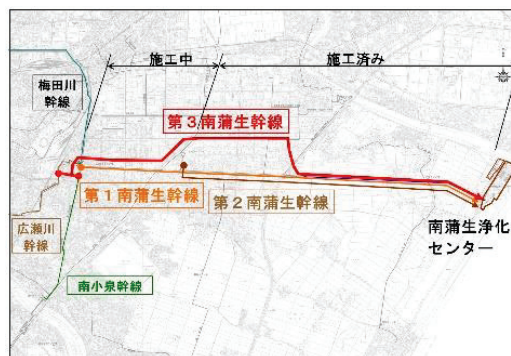 施工中
施工済み
梅田川
幹線
第3南蒲生幹線
第1南蒲生幹線
第2南蒲生幹線
広瀬川
幹線
南蒲生浄化
センター
南小泉幹線